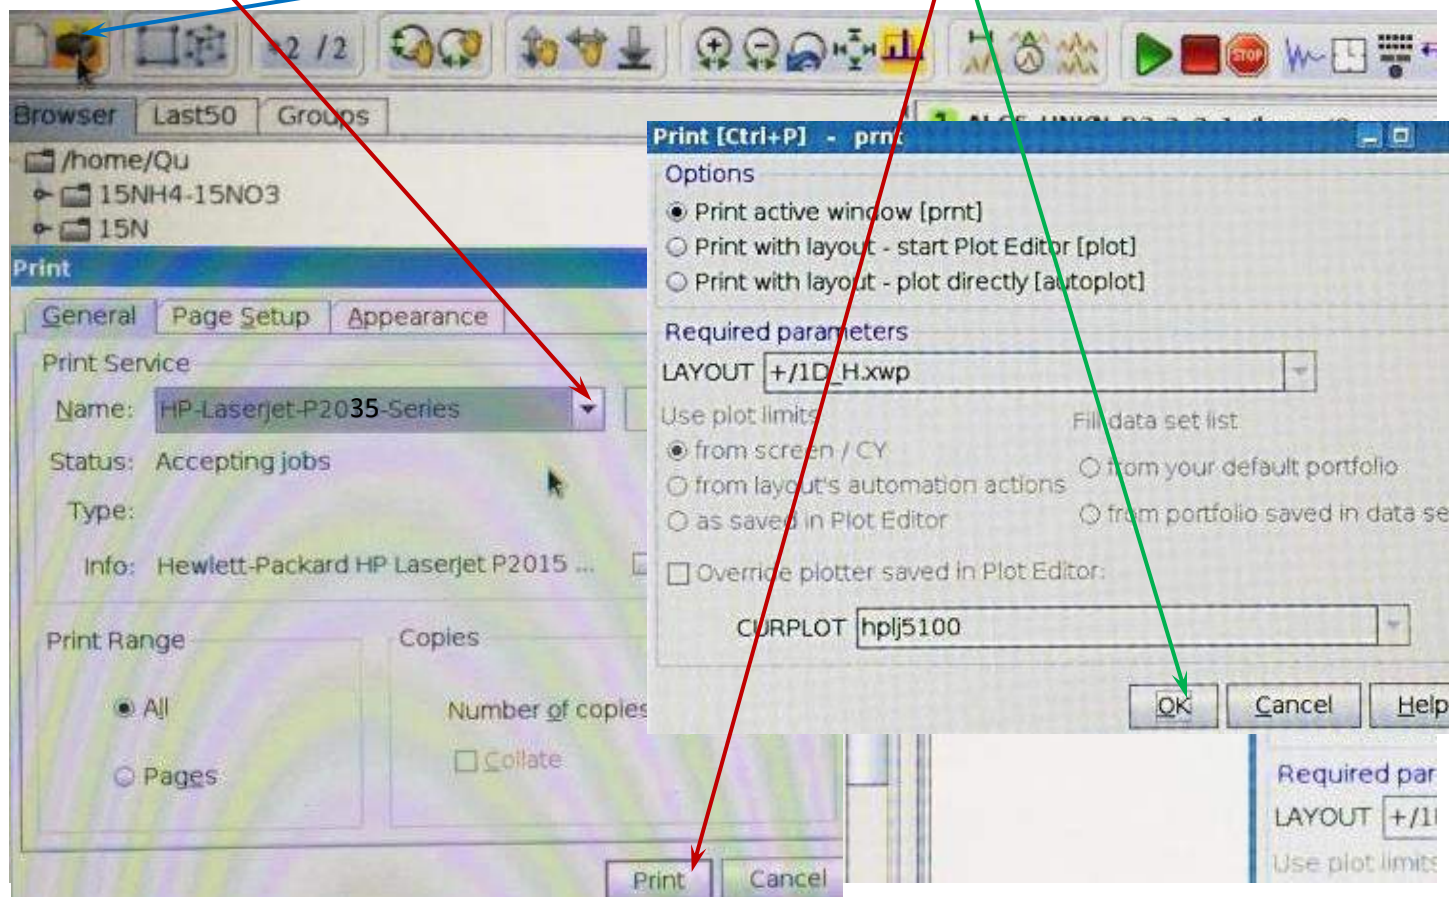 2 /2
STOP
Browser Last50 Groups
/home/Qu
15NH4-15NO3
15N
Print
General Page Setup Appearance
Print Service
Name: HP-LaserJet-P2035-Series
Status: Accepting jobs
Type:
Info: Hewlett-Packard HP LaserJet P2015 ...
Print Range
All
Pages
Copies
Number of copies
Collate
Print Cancel
Print [Ctrl+P] - prnt
Options
Print active window [prnt]
Print with layout - start Plot Editor [plot]
Print with layout - plot directly [autoplot]
Required parameters
LAYOUT +/1D_H.xwp
Use plot limits
from screen / CY
from layout's automation actions
as saved in Plot Editor
Fill data set list
from your default portfolio
from portfolio saved in data se
Override plotter saved in Plot Editor:
CURPLOT hplj5100
OK Cancel Help
Required par
LAYOUT +/1
Use plot limits